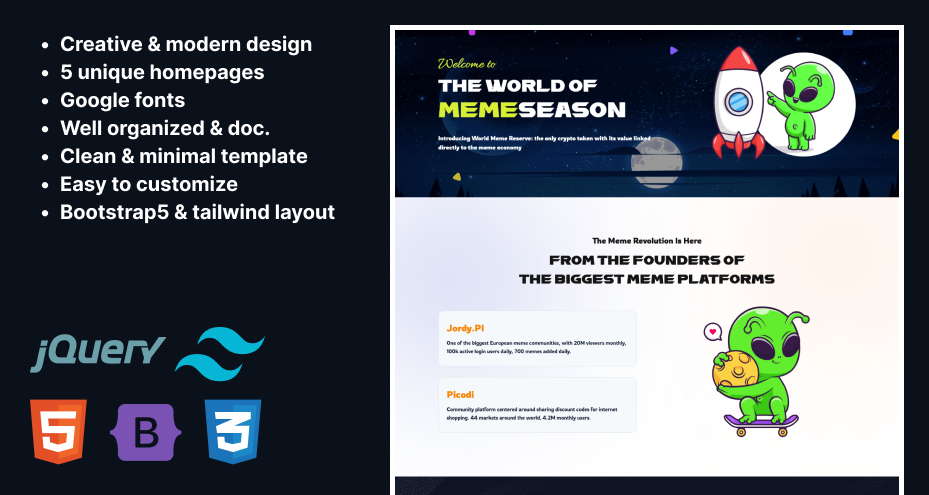 Creative & modern design
5 unique homepages
Google fonts
Well organized & doc.
Clean & minimal template
Easy to customize
Bootstrap5 & tailwind layout
jQuery
5
B
3
Welcome to
THE WORLD OF
MEMESEASON
Introducing World Meme Reserve: the only crypto token with its value linked
directly to the meme economy
The Meme Revolution Is Here
FROM THE FOUNDERS OF
THE BIGGEST MEME PLATFORMS
Jordy.Pl
One of the biggest European meme communities, with 20M viewers monthly,
100k active login users daily, 700 memes added daily.
Picodi
Community platform centered around sharing discount codes for internet
shopping. 44 markets around the world, 4.2M monthly users